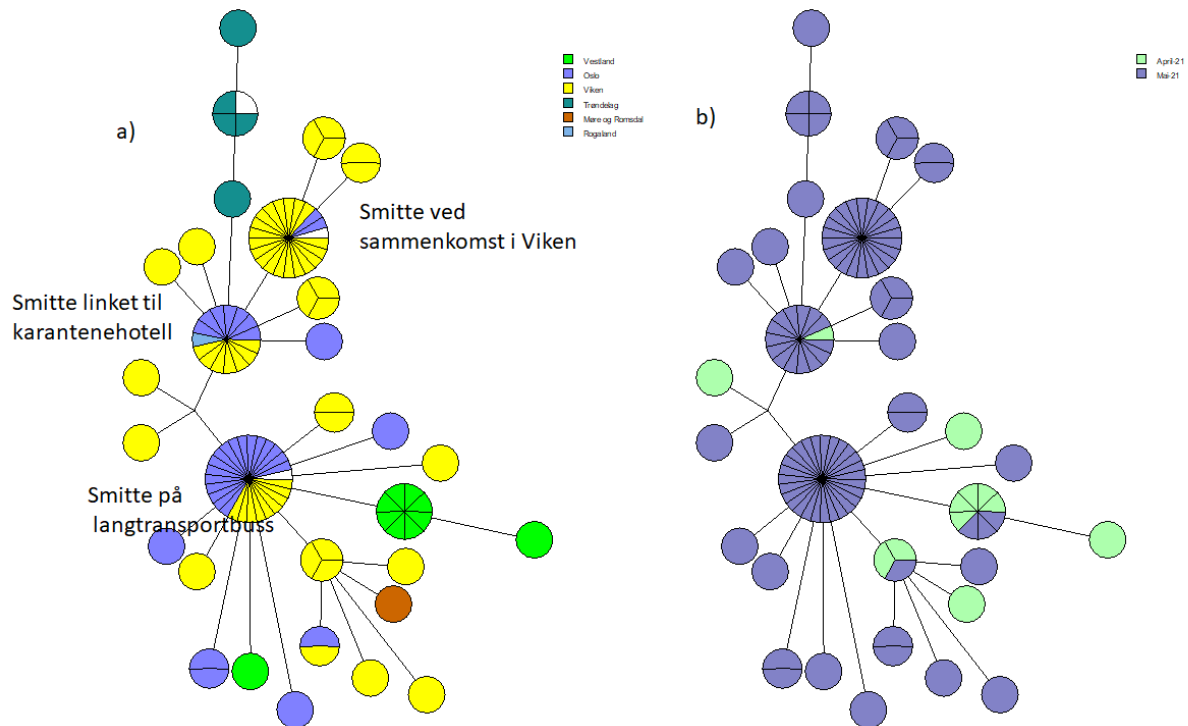 a)
Vestland
Oslo
Viken
Trøndelag
Møre og Romsdal
Rogaland
Smitte ved
sammenkomst i Viken
Smitte linket til
karantenehotell
Smitte på
langtransportbuss
b)
April-21
Mai-21